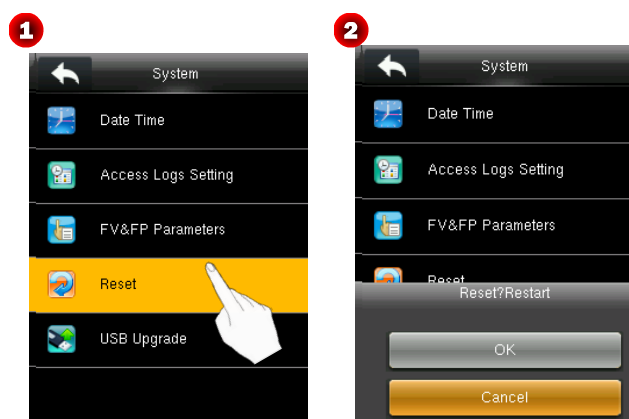 1
System
Date Time
Access Logs Setting
FV&FP Parameters
Reset
USB Upgrade
2
System
Date Time
Access Logs Setting
FV&FP Parameters
Reset
Reset?Restart
OK
Cancel